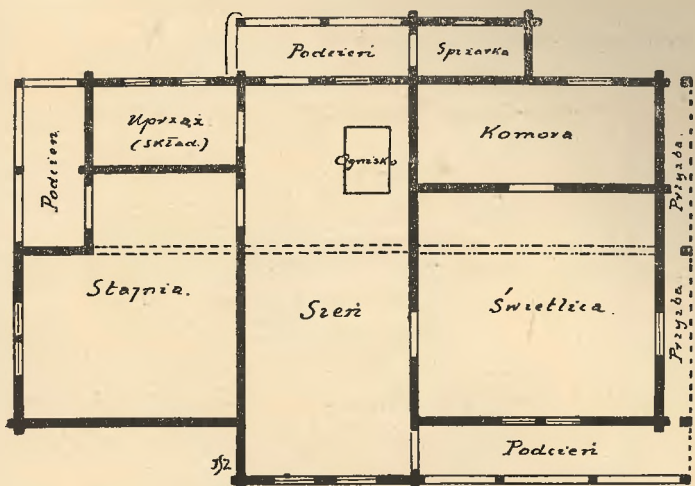 Podcień
Spiżarka
Uprząż
(skład.)
Podcień
Ognisko
Komora
Przyzba.
Stajnia.
Sień
Świetlica.
Przyzba.
Podcień